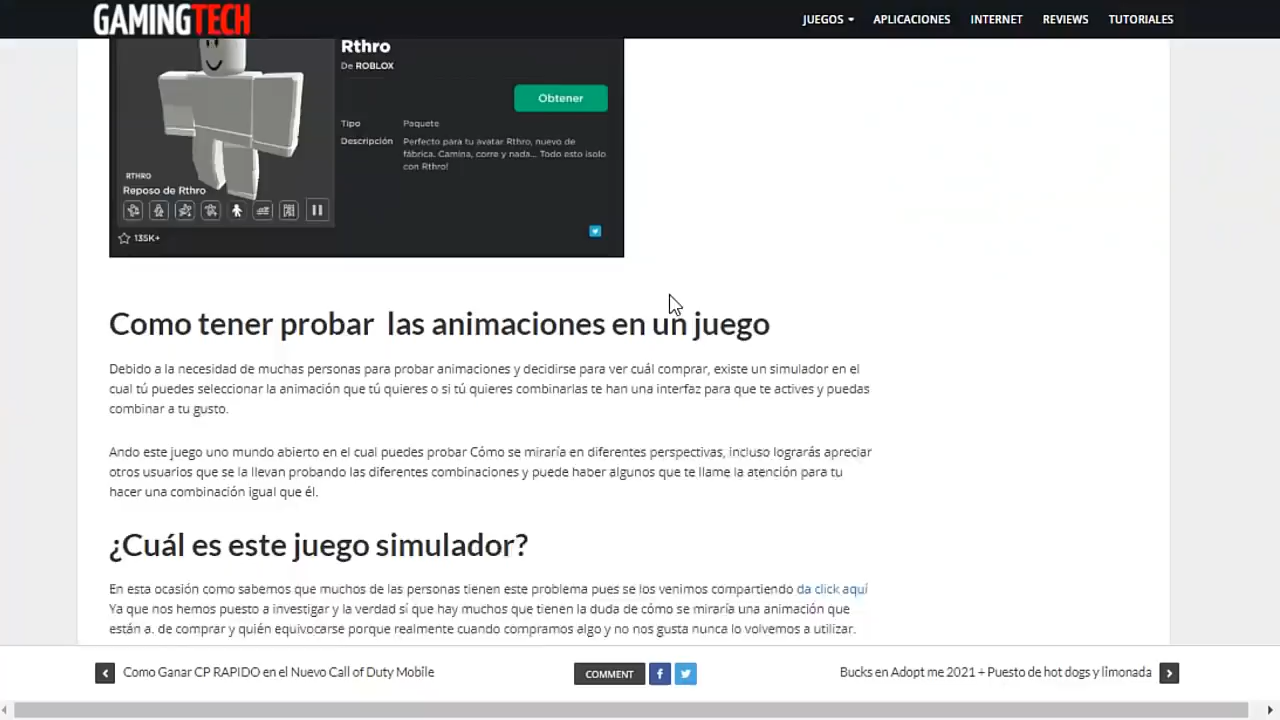 GAMINGTECH
JUEGOS APLICACIONES INTERNET REVIEWS TUTORIALES
Rthro
De ROBLOX
Obtener
Tipo Paquete
Descripción Perfecto para tu avatar Rthro, nuevo de
fábrica. Camina, corre y nada... Todo esto ¡solo
con Rthro!
RTHRO
Reposo de Rthro
135K+
Como tener probar las animaciones en un juego
Debido a la necesidad de muchas personas para probar animaciones y decidirse para ver cuál comprar, existe un simulador en el
cual tú puedes seleccionar la animación que tú quieres o si tú quieres combinarlas te han una interfaz para que te actives y puedas
combinar a tu gusto.
Ando este juego uno mundo abierto en el cual puedes probar Cómo se miraría en diferentes perspectivas, incluso lograrás apreciar
otros usuarios que se la llevan probando las diferentes combinaciones y puede haber algunos que te llame la atención para tu
hacer una combinación igual que él.
¿Cuál es este juego simulador?
En esta ocasión como sabemos que muchos de las personas tienen este problema pues se los venimos compartiendo da click aquí
Ya que nos hemos puesto a investigar y la verdad sí que hay muchos que tienen la duda de cómo se miraría una animación que
están a. de comprar y quién equivocarse porque realmente cuando compramos algo y no nos gusta nunca lo volvemos a utilizar.
Como Ganar CP RAPIDO en el Nuevo Call of Duty Mobile
COMMENT
Bucks en Adopt me 2021 + Puesto de hot dogs y limonada